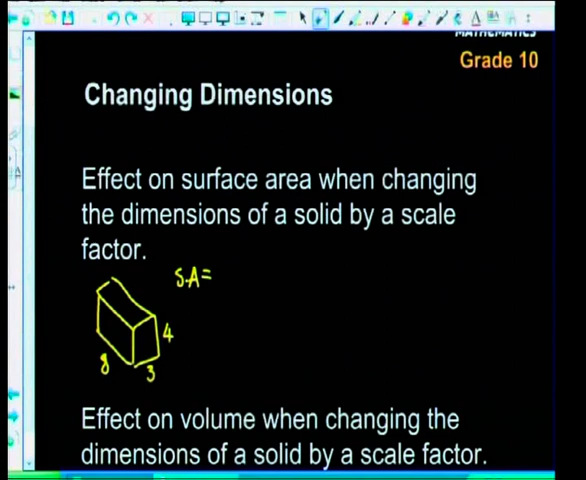 MATHEMATICS
Grade 10
Changing Dimensions
Effect on surface area when changing
the dimensions of a solid by a scale
factor.
S.A=
4
8
3
Effect on volume when changing the
dimensions of a solid by a scale factor.